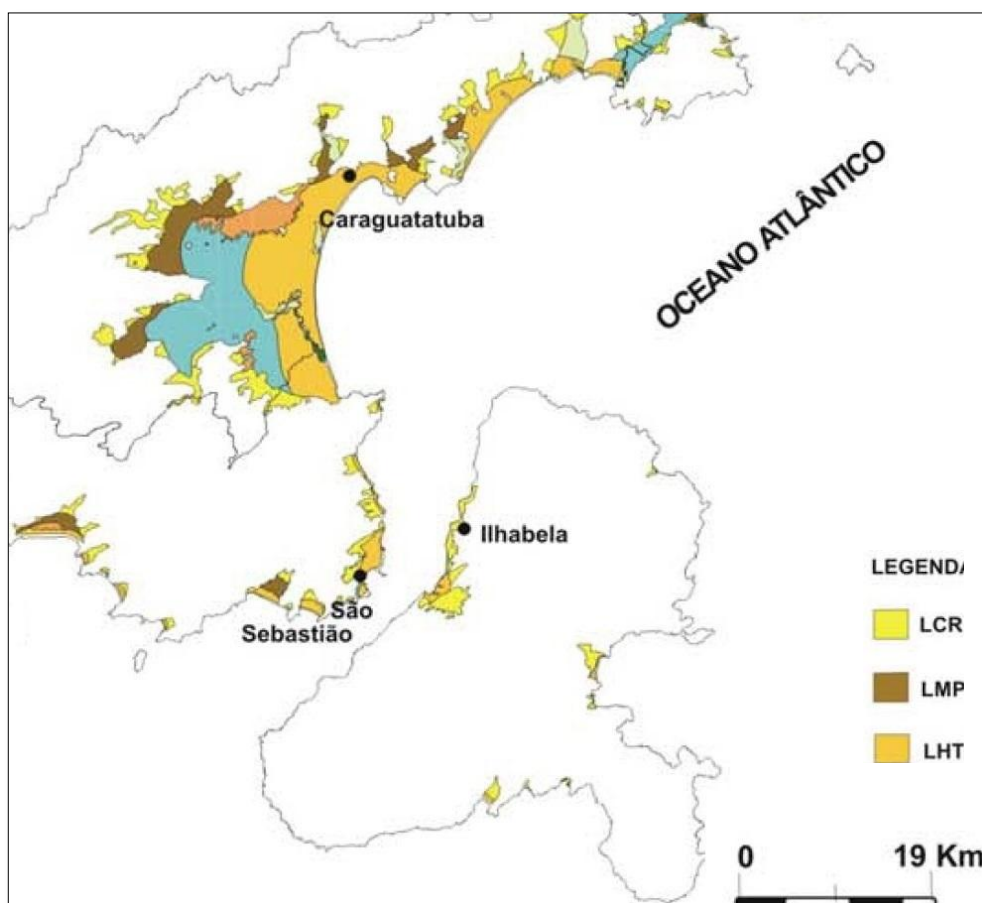 Caraguatatuba
OCEANO ATLÂNTICO
Ilhabela
São
Sebastião
LEGENDA
LCR
LMP
LHT
0 19 Km